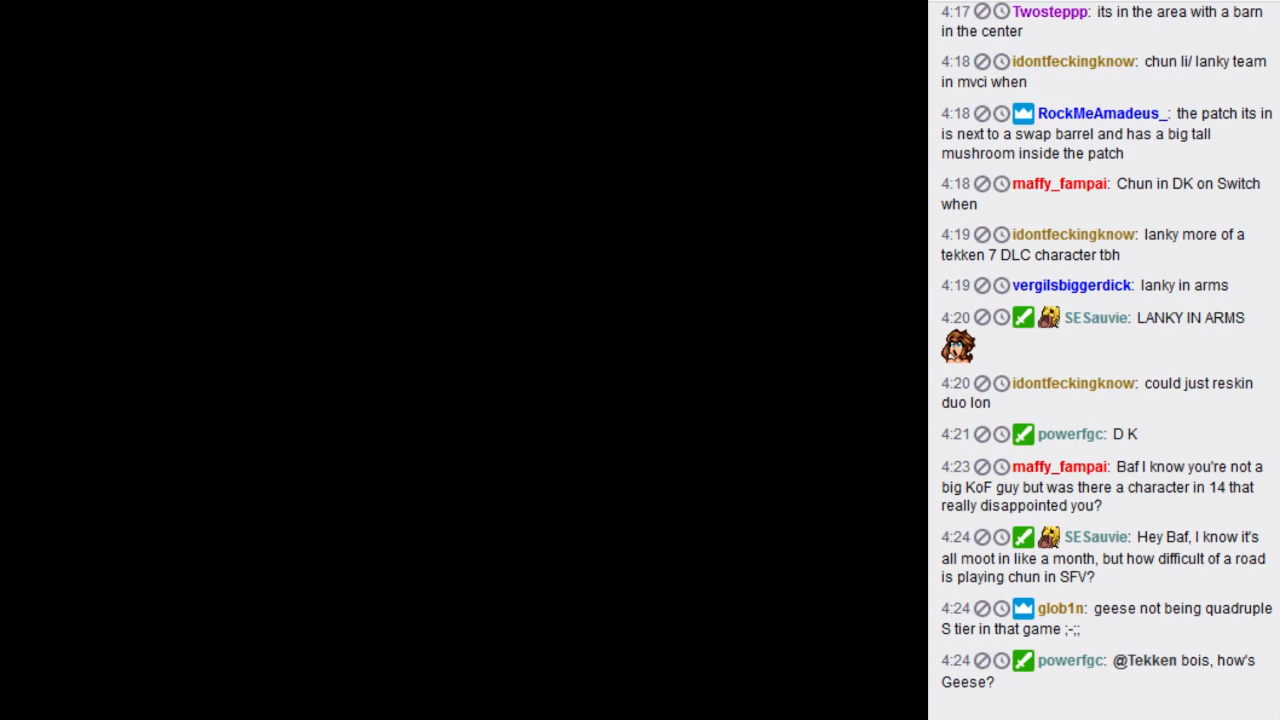 4:17 Twosteppp: its in the area with a barn
in the center
4:18 idontfeckingknow: chun li/ lanky team
in mvci when
4:18 RockMeAmadeus_: the patch its in
is next to a swap barrel and has a big tall
mushroom inside the patch
4:18 maffy_fampai: Chun in DK on Switch
when
4:19 idontfeckingknow: lanky more of a
tekken 7 DLC character tbh
4:19 vergilsbiggerdick: lanky in arms
4:20 SESauvie: LANKY IN ARMS
4:20 idontfeckingknow: could just reskin
duo lon
4:21 powerfgc: D K
4:23 maffy_fampai: Baf I know you're not a
big KoF guy but was there a character in 14 that
really disappointed you?
4:24 SESauvie: Hey Baf, I know it's
all moot in like a month, but how difficult of a road
is playing chun in SFV?
4:24 glob1n: geese not being quadruple
S tier in that game ;-;;
4:24 powerfgc: @Tekken bois, how's
Geese?